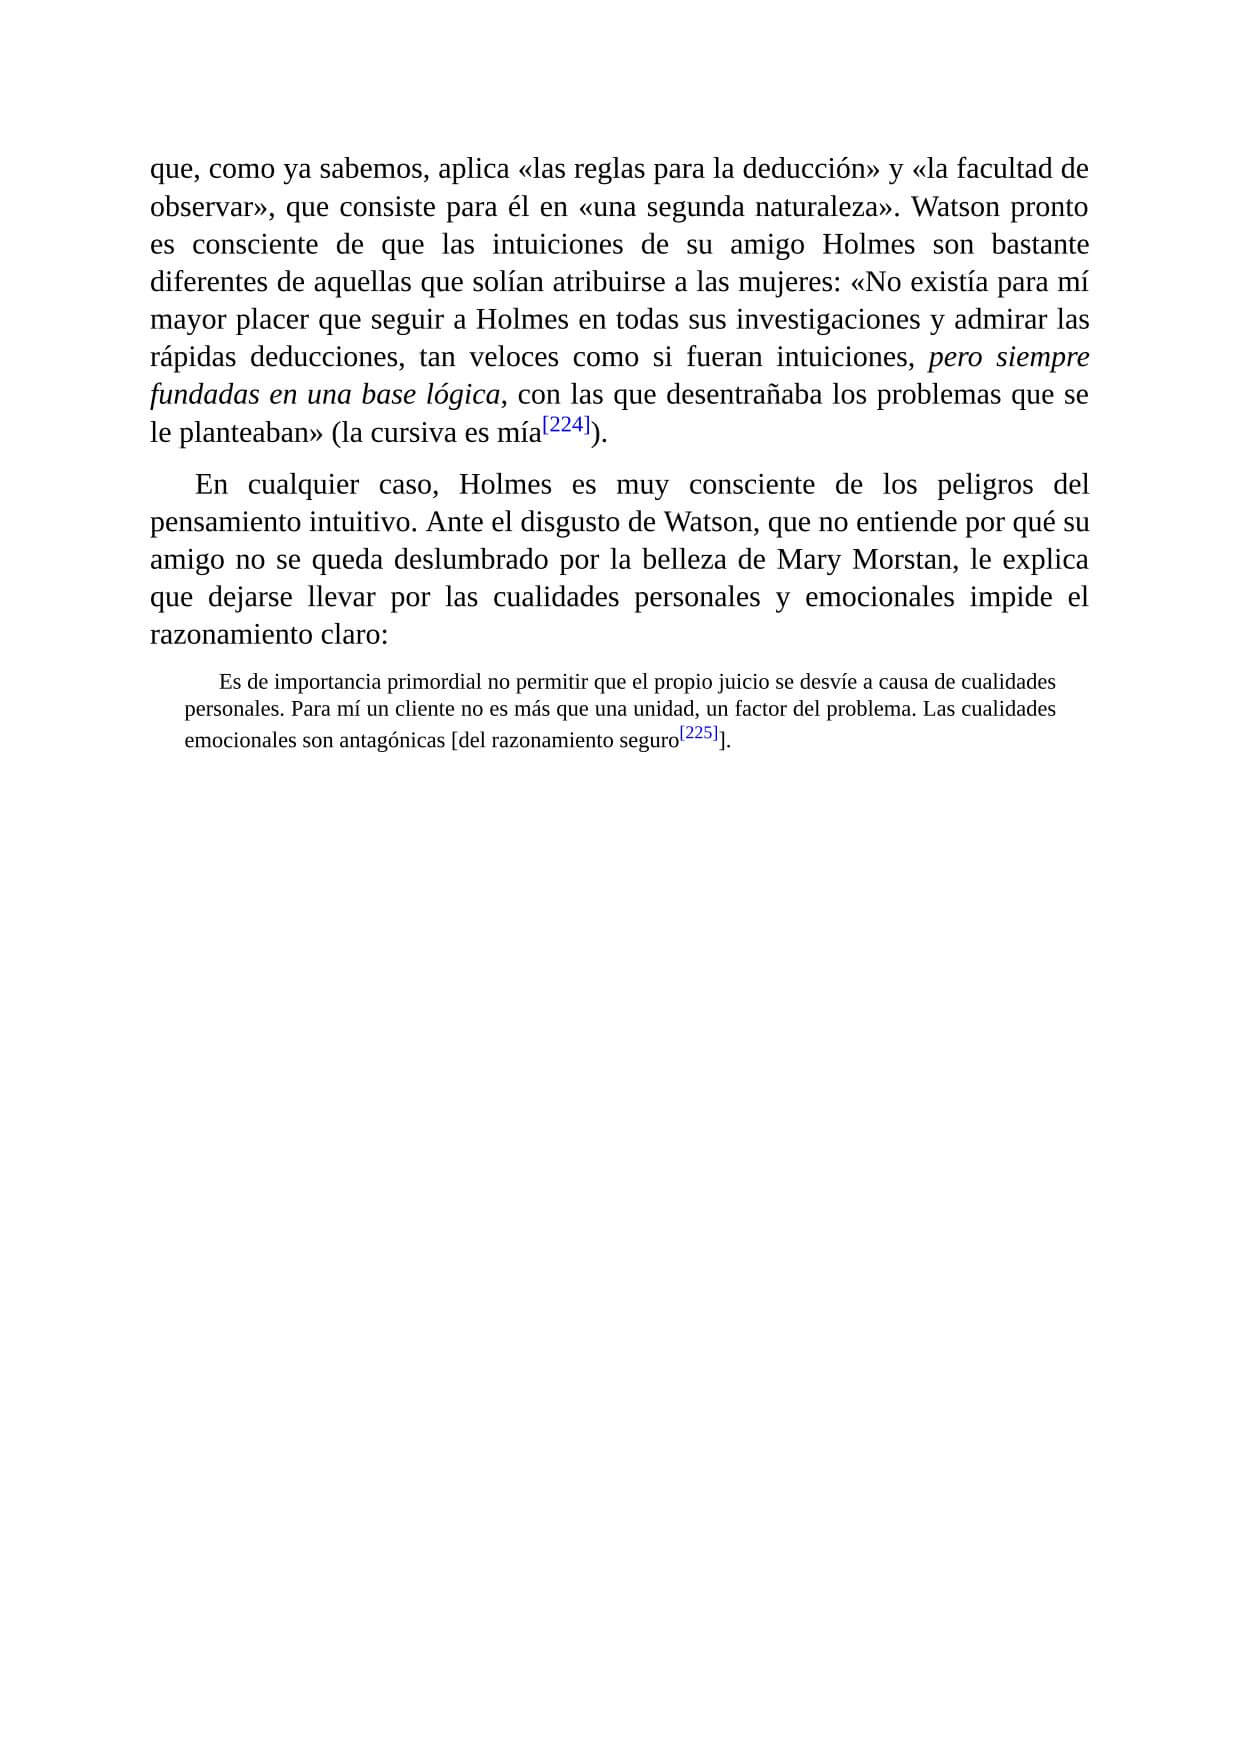 que, como ya sabemos, aplica «las reglas para la deducción» y «la facultad de
observar», que consiste para él en «una segunda naturaleza». Watson pronto
es consciente de que las intuiciones de su amigo Holmes son bastante
diferentes de aquellas que solían atribuirse a las mujeres: «No existía para mí
mayor placer que seguir a Holmes en todas sus investigaciones y admirar las
rápidas deducciones, tan veloces como si fueran intuiciones, pero siempre
fundadas en una base lógica, con las que desentrañaba los problemas que se
le planteaban» (la cursiva es mía[224]).
En cualquier caso, Holmes es muy consciente de los peligros del
pensamiento intuitivo. Ante el disgusto de Watson, que no entiende por qué su
amigo no se queda deslumbrado por la belleza de Mary Morstan, le explica
que dejarse llevar por las cualidades personales y emocionales impide el
razonamiento claro:
Es de importancia primordial no permitir que el propio juicio se desvíe a causa de cualidades
personales. Para mí un cliente no es más que una unidad, un factor del problema. Las cualidades
emocionales son antagónicas [del razonamiento seguro[225]].